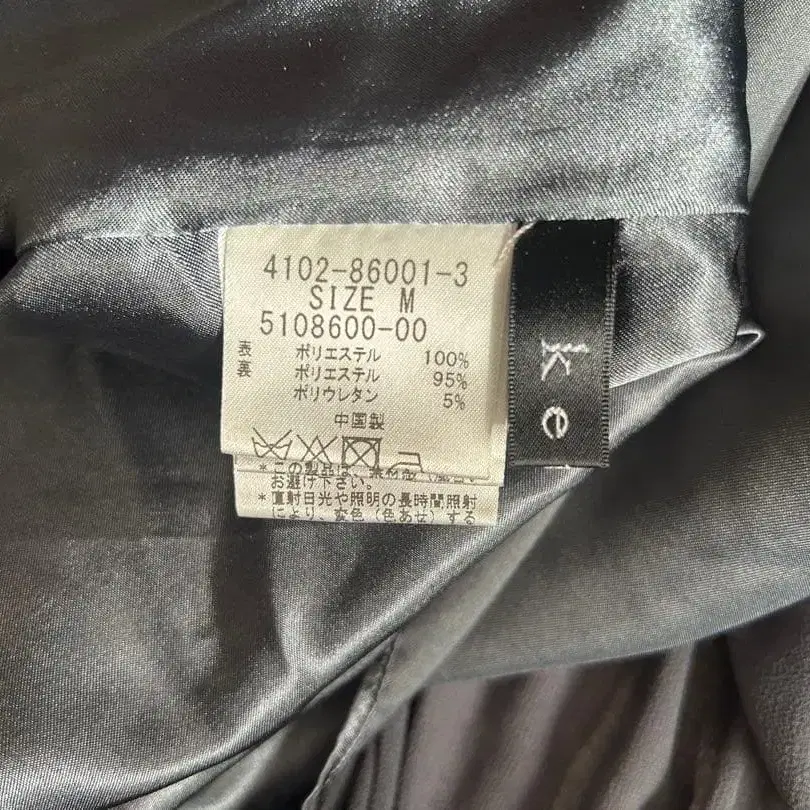 4102-86001-3
SIZE M
5108600-00
表 ポリエステル 100%
裏 ポリエステル 95%
ポリウレタン 5%
中国製
*この製品は、
お避け下さい。
*直射日光や照明の長時間照射
により、変色(色あせ)する
ke